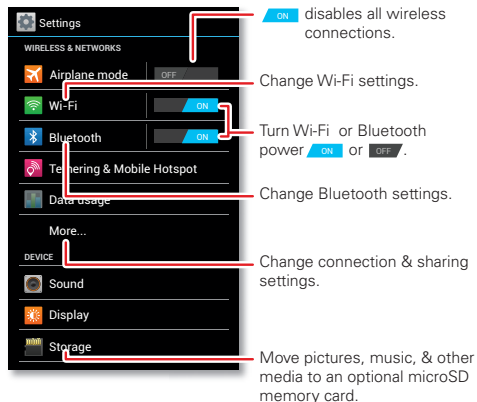 Settings
WIRELESS & NETWORKS
Airplane mode OFF
Wi-Fi ON
Bluetooth ON
Tethering & Mobile Hotspot
Data usage
More...
DEVICE
Sound
Display
Storage
ON disables all wireless
connections.
Change Wi-Fi settings.
Turn Wi-Fi or Bluetooth
power ON or OFF.
Change Bluetooth settings.
Change connection & sharing
settings.
Move pictures, music, & other
media to an optional microSD
memory card.